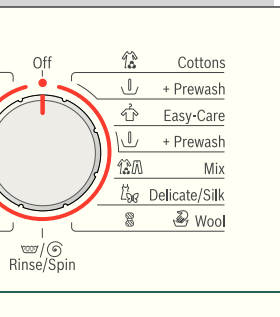 Off
Cottons
+ Prewash
Easy-Care
+ Prewash
Mix
Delicate/Silk
Wool
/
Rinse/Spin